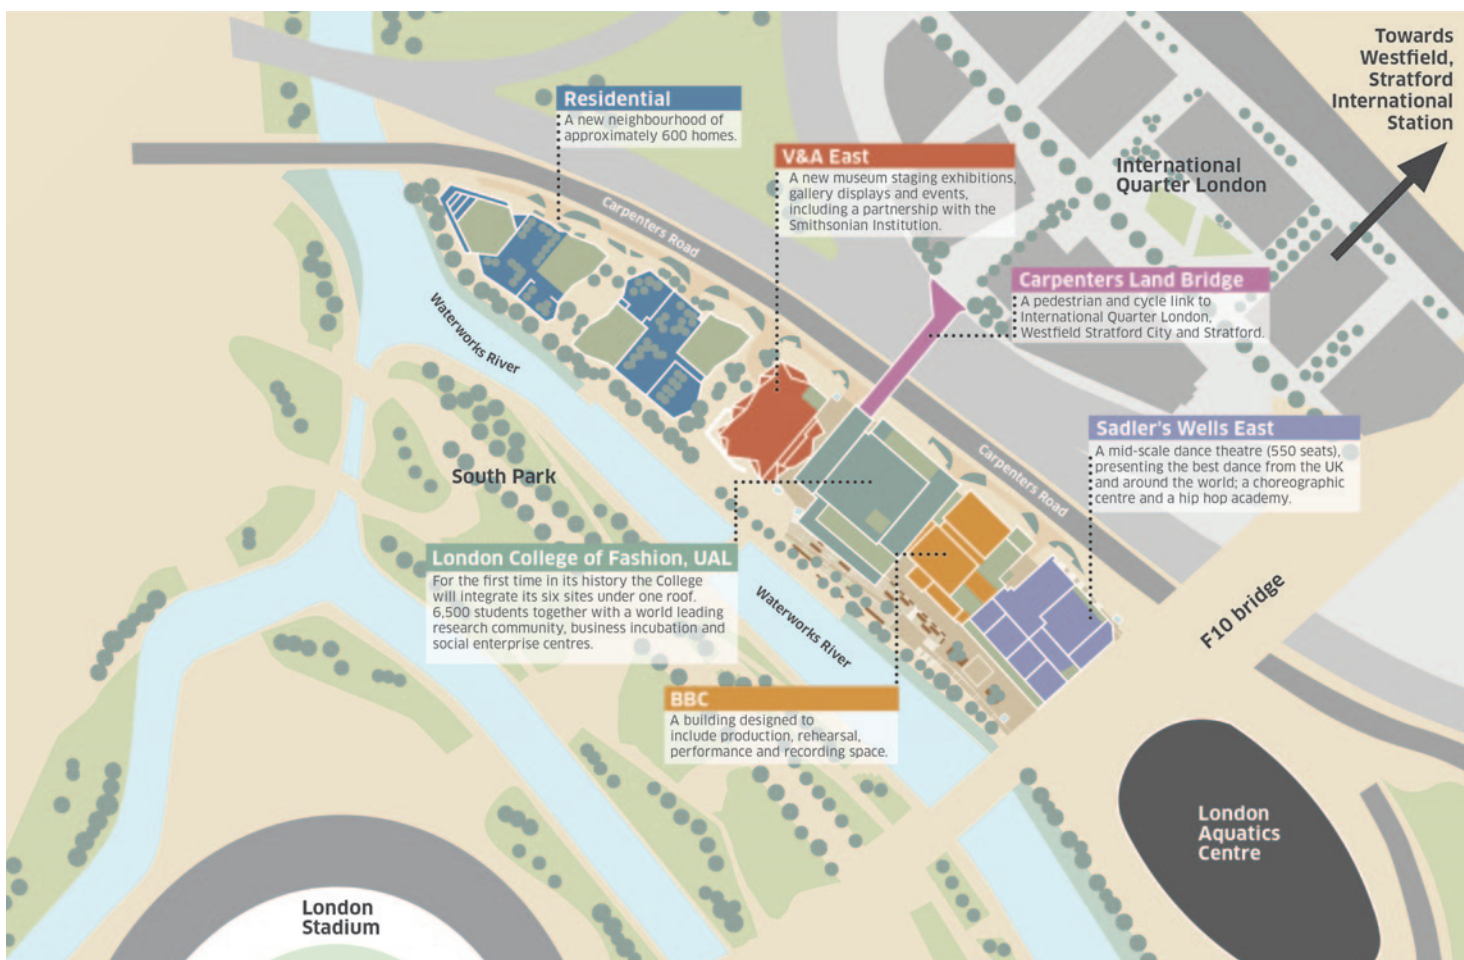 Towards
Westfield,
Stratford
International
Station
Residential
A new neighbourhood of
approximately 600 homes.
V&A East
A new museum staging exhibitions,
gallery displays and events,
including a partnership with the
Smithsonian Institution.
International
Quarter London
Carpenters Road
Carpenters Land Bridge
A pedestrian and cycle link to
International Quarter London,
Westfield Stratford City and Stratford.
Waterworks River
Sadler's Wells East
A mid-scale dance theatre (550 seats),
presenting the best dance from the UK
and around the world; a choreographic
centre and a hip hop academy.
South Park
Carpenters Road
London College of Fashion, UAL
For the first time in its history the College
will integrate its six sites under one roof.
6,500 students together with a world leading
research community, business incubation and
social enterprise centres.
Waterworks River
F10 bridge
BBC
A building designed to
include production, rehearsal,
performance and recording space.
London
Aquatics
Centre
London
Stadium